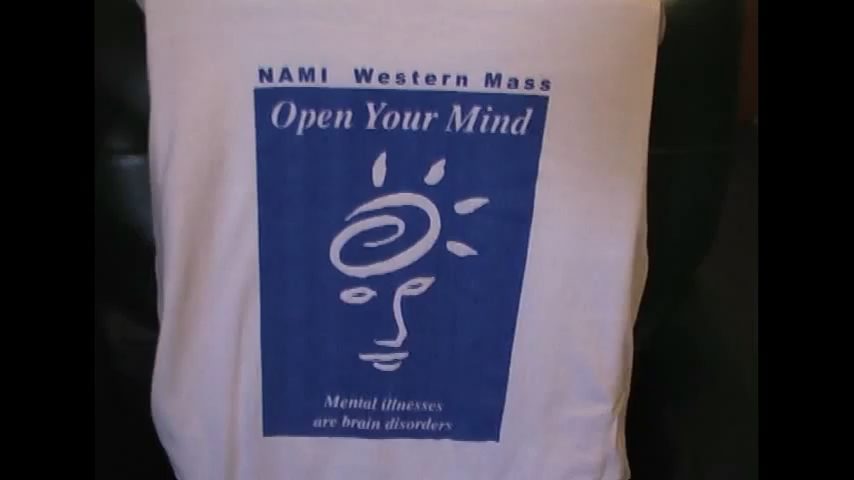 NAMI Western Mass
Open Your Mind
Mental illnesses
are brain disorders